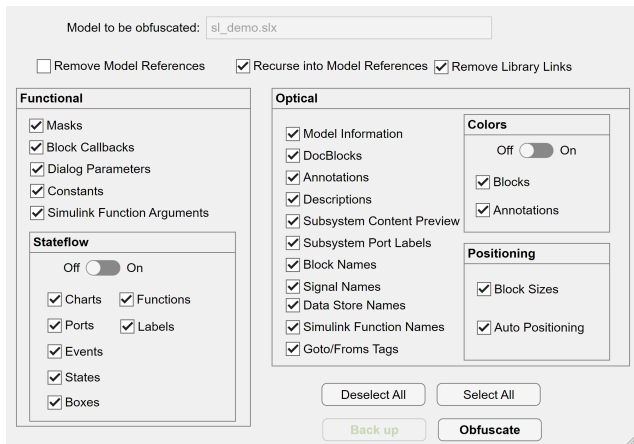 Model to be obfuscated: sl_demo.slx
Remove Model References Recurse into Model References Remove Library Links
Functional
Masks
Block Callbacks
Dialog Parameters
Constants
Simulink Function Arguments
Stateflow
Off On
Charts Functions
Ports Labels
Events
States
Boxes
Optical
Model Information
DocBlocks
Annotations
Descriptions
Subsystem Content Preview
Subsystem Port Labels
Block Names
Signal Names
Data Store Names
Simulink Function Names
Goto/Froms Tags
Colors
Off On
Blocks
Annotations
Positioning
Block Sizes
Auto Positioning
Deselect All Select All
Back up Obfuscate